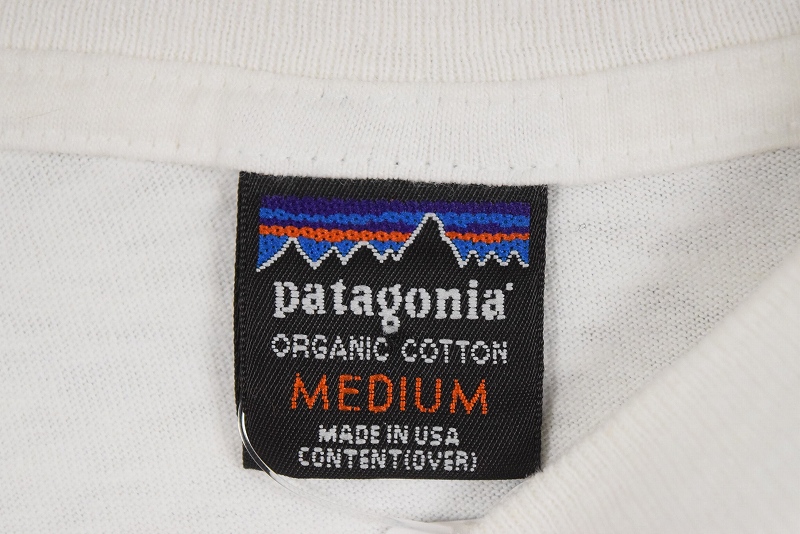 patagonia®
ORGANIC COTTON
MEDIUM
MADE IN USA
CONTENT(OVER)